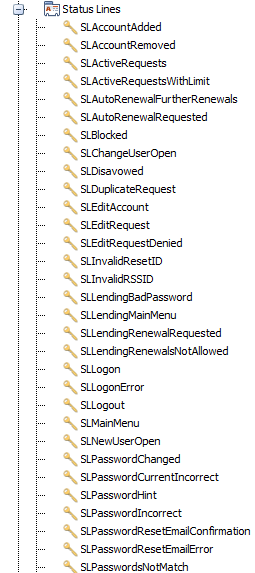 Status Lines
SLAccountAdded
SLAccountRemoved
SLActiveRequests
SLActiveRequestsWithLimit
SLAutoRenewalFurtherRenewals
SLAutoRenewalRequested
SLBlocked
SLChangeUserOpen
SLDisavowed
SLDuplicateRequest
SLEditAccount
SLEditRequest
SLEditRequestDenied
SLInvalidResetID
SLInvalidRSSID
SLLendingBadPassword
SLLendingMainMenu
SLLendingRenewalRequested
SLLendingRenewalsNotAllowed
SLLogon
SLLogonError
SLLogout
SLMainMenu
SLNewUserOpen
SLPasswordChanged
SLPasswordCurrentIncorrect
SLPasswordHint
SLPasswordIncorrect
SLPasswordResetEmailConfirmation
SLPasswordResetEmailError
SLPasswordsNotMatch